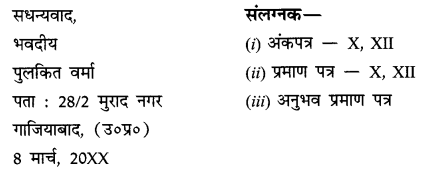 सधन्यवाद,
भवदीय
पुलकित वर्मा
पता : 28/2 मुराद नगर
गाजियाबाद, (उ०प्र०)
8 मार्च, 20XX
संलग्नक—
(i) अंकपत्र — X, XII
(ii) प्रमाण पत्र — X, XII
(iii) अनुभव प्रमाण पत्र